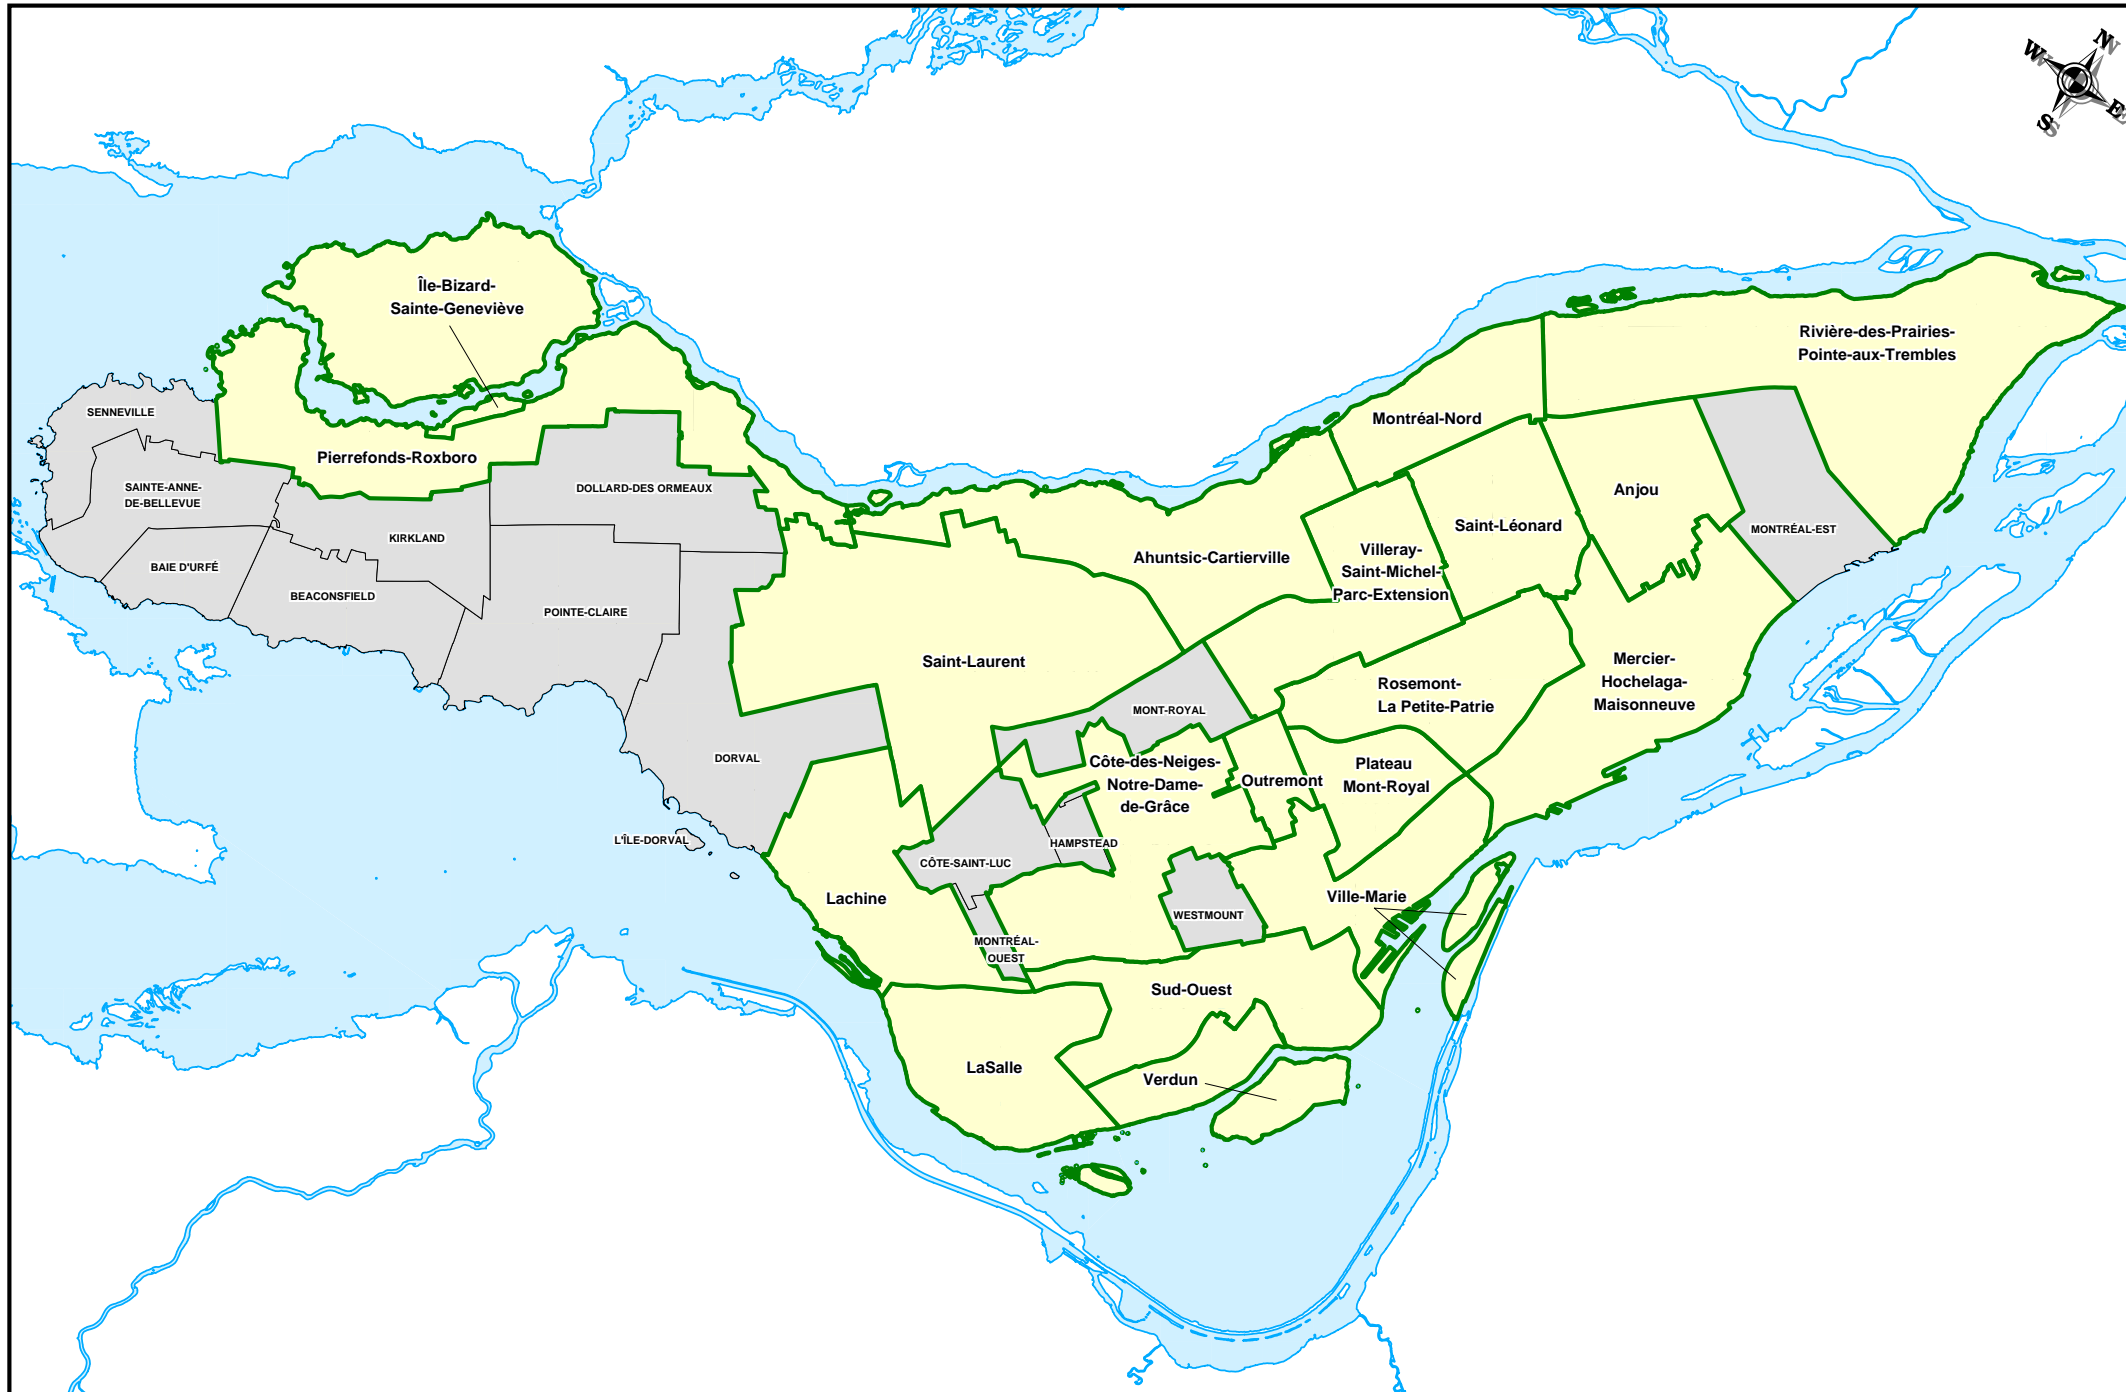 N
W
E
S
Île-Bizard-
Sainte-Geneviève
Rivière-des-Prairies-
Pointe-aux-Trembles
SENNEVILLE
Montréal-Nord
Pierrefonds-Roxboro
SAINTE-ANNE-
DE-BELLEVUE
DOLLARD-DES ORMEAUX
Anjou
Saint-Léonard
MONTRÉAL-EST
KIRKLAND
Ahuntsic-Cartierville
Villeray-
Saint-Michel-
Parc-Extension
BAIE D'URFÉ
BEACONSFIELD
POINTE-CLAIRE
Saint-Laurent
Mercier-
Hochelaga-
Maisonneuve
Rosemont-
La Petite-Patrie
MONT-ROYAL
DORVAL
Côte-des-Neiges-
Notre-Dame-
de-Grâce
Outremont
Plateau
Mont-Royal
L'ÎLE-DORVAL
HAMPSTEAD
CÔTE-SAINT-LUC
Lachine
Ville-Marie
WESTMOUNT
MONTRÉAL-
OUEST
Sud-Ouest
LaSalle
Verdun